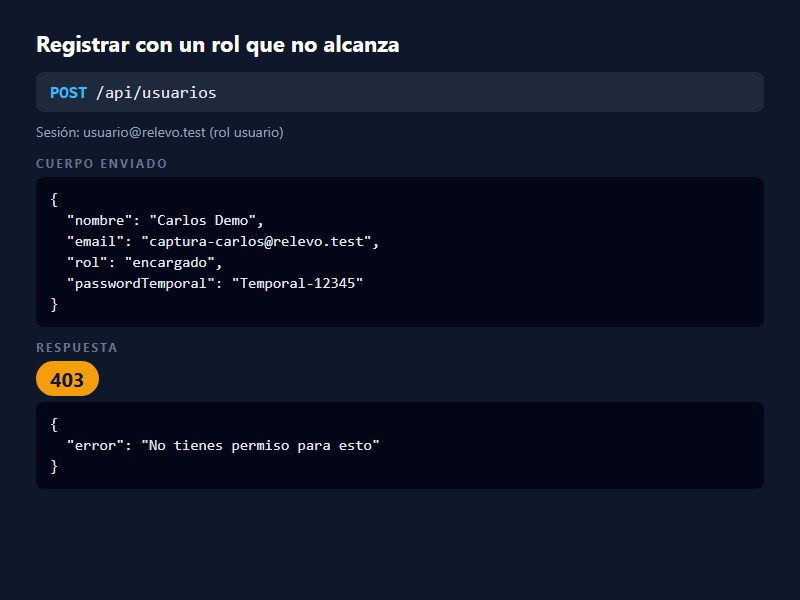 Registrar con un rol que no alcanza
POST /api/usuarios
Sesión: usuario@relevo.test (rol usuario)
CUERPO ENVIADO
{
  "nombre": "Carlos Demo",
  "email": "captura-carlos@relevo.test",
  "rol": "encargado",
  "passwordTemporal": "Temporal-12345"
}
RESPUESTA
403
{
  "error": "No tienes permiso para esto"
}